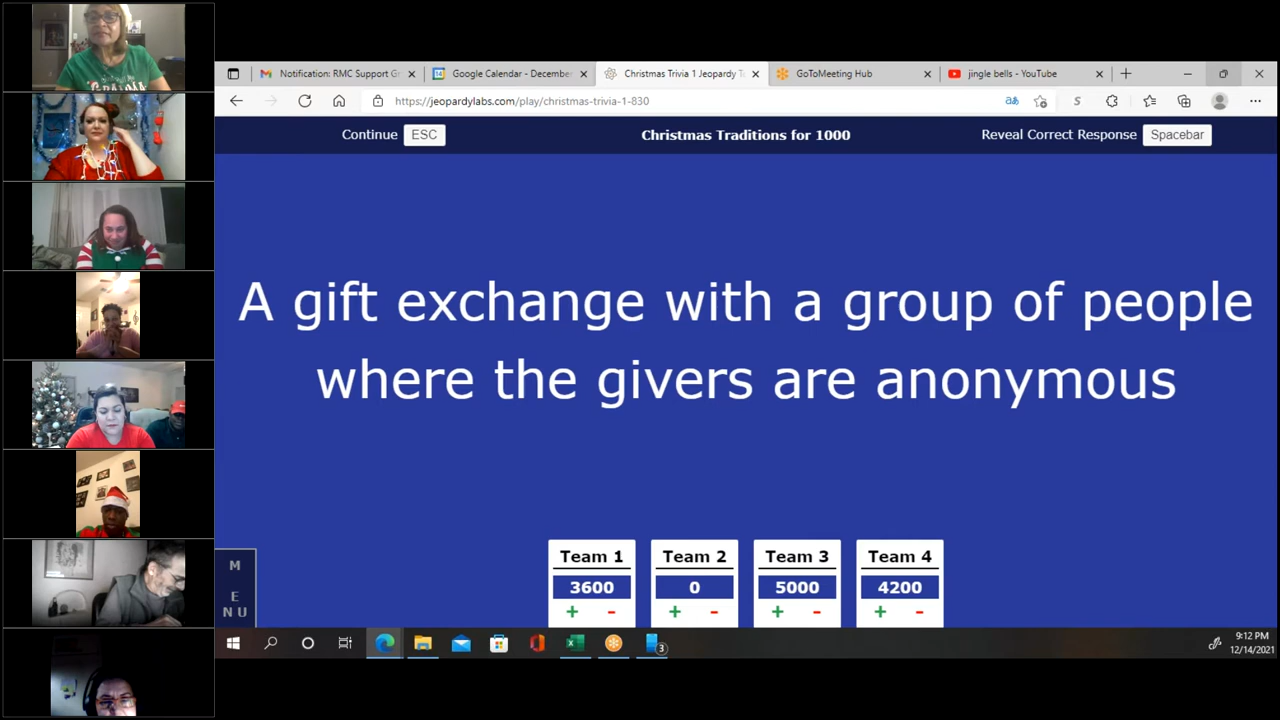 Notification: RMC Support Gr
Google Calendar - December
Christmas Trivia 1 Jeopardy Te
GoToMeeting Hub
jingle bells - YouTube
https://jeopardylabs.com/play/christmas-trivia-1-830
Continue ESC
Christmas Traditions for 1000
Reveal Correct Response Spacebar
A gift exchange with a group of people
where the givers are anonymous
M
E
N U
Team 1 Team 2 Team 3 Team 4
3600 0 5000 4200
+ - + - + - + -
3
9:12 PM
12/14/2021